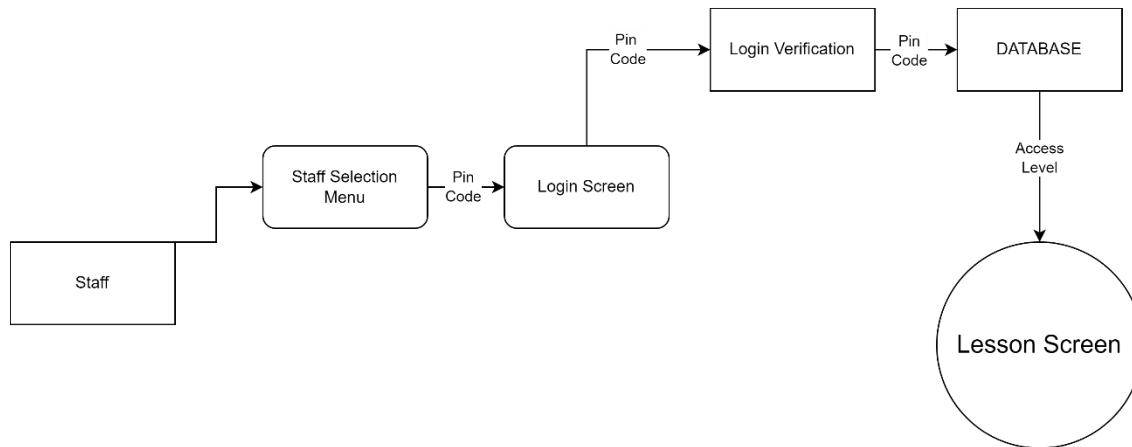 Pin
Code
Login Verification
Pin
Code
DATABASE
Access
Level
Staff Selection
Menu
Pin
Code
Login Screen
Staff
Lesson Screen